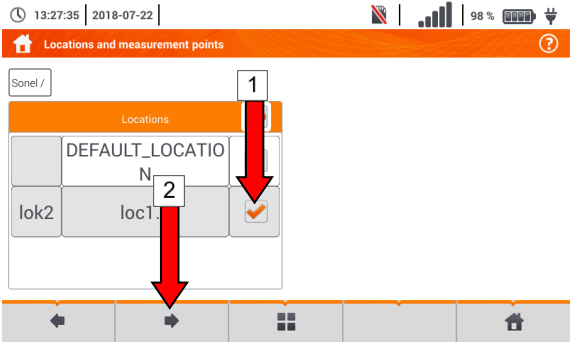 13:27:35 2018-07-22 98 %
Locations and measurement points ?
Sonel /
1
Locations
DEFAULT_LOCATIO
N
2
lok2 loc1.